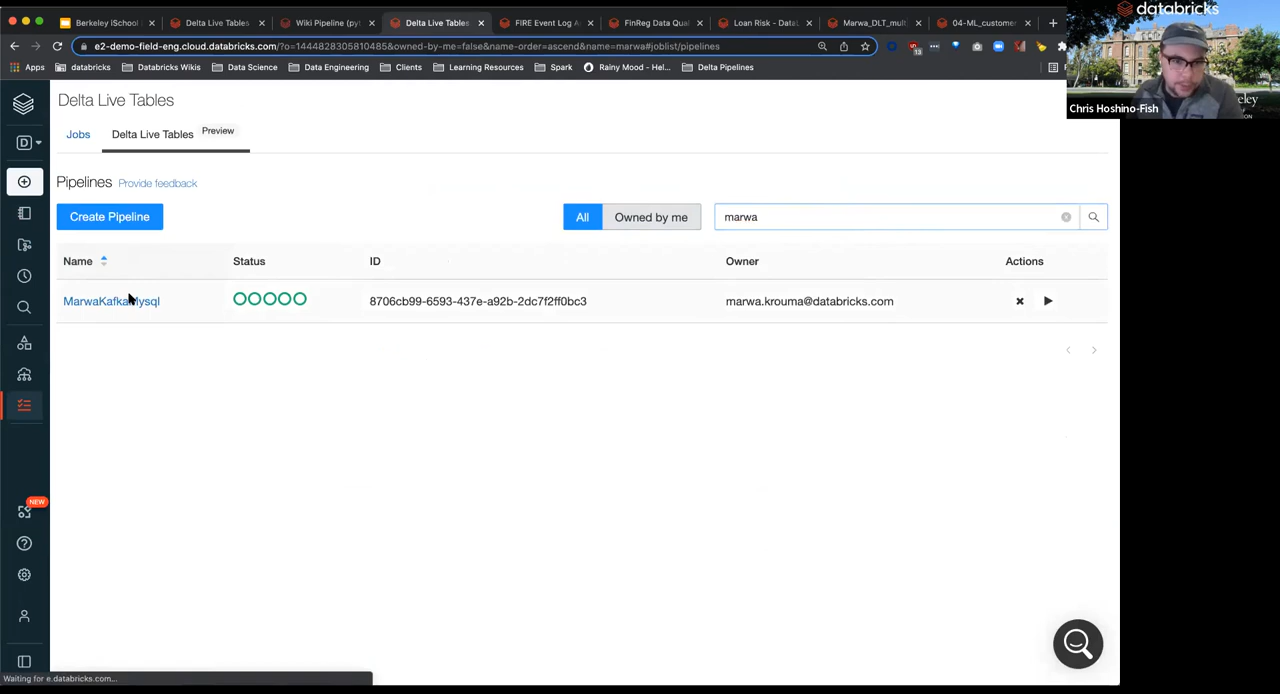 Berkeley ISchool
Delta Live Tables
Wiki Pipeline (pyt
Delta Live Tables
FIRE Event Log A
FinReg Data Qual
Loan Risk - Datab
Marwa_DLT_mult
04-ML_customer
e2-demo-field-eng.cloud.databricks.com/?o=1444828305810485&owned-by-me=false&name-order=ascend&name=marwa#joblist/pipelines
13
Apps
databricks
Databricks Wikis
Data Science
Data Engineering
Clients
Learning Resources
Spark
Rainy Mood - Hel...
Delta Pipelines
databricks
Chris Hoshino-Fish
D
Delta Live Tables
Jobs
Delta Live Tables
Preview
Pipelines
Provide feedback
Create Pipeline
All
Owned by me
marwa
Name
Status
ID
Owner
Actions
MarwaKafkaMysql
8706cb99-6593-437e-a92b-2dc7f2ff0bc3
marwa.krouma@databricks.com
NEW
Waiting for e.databricks.com...